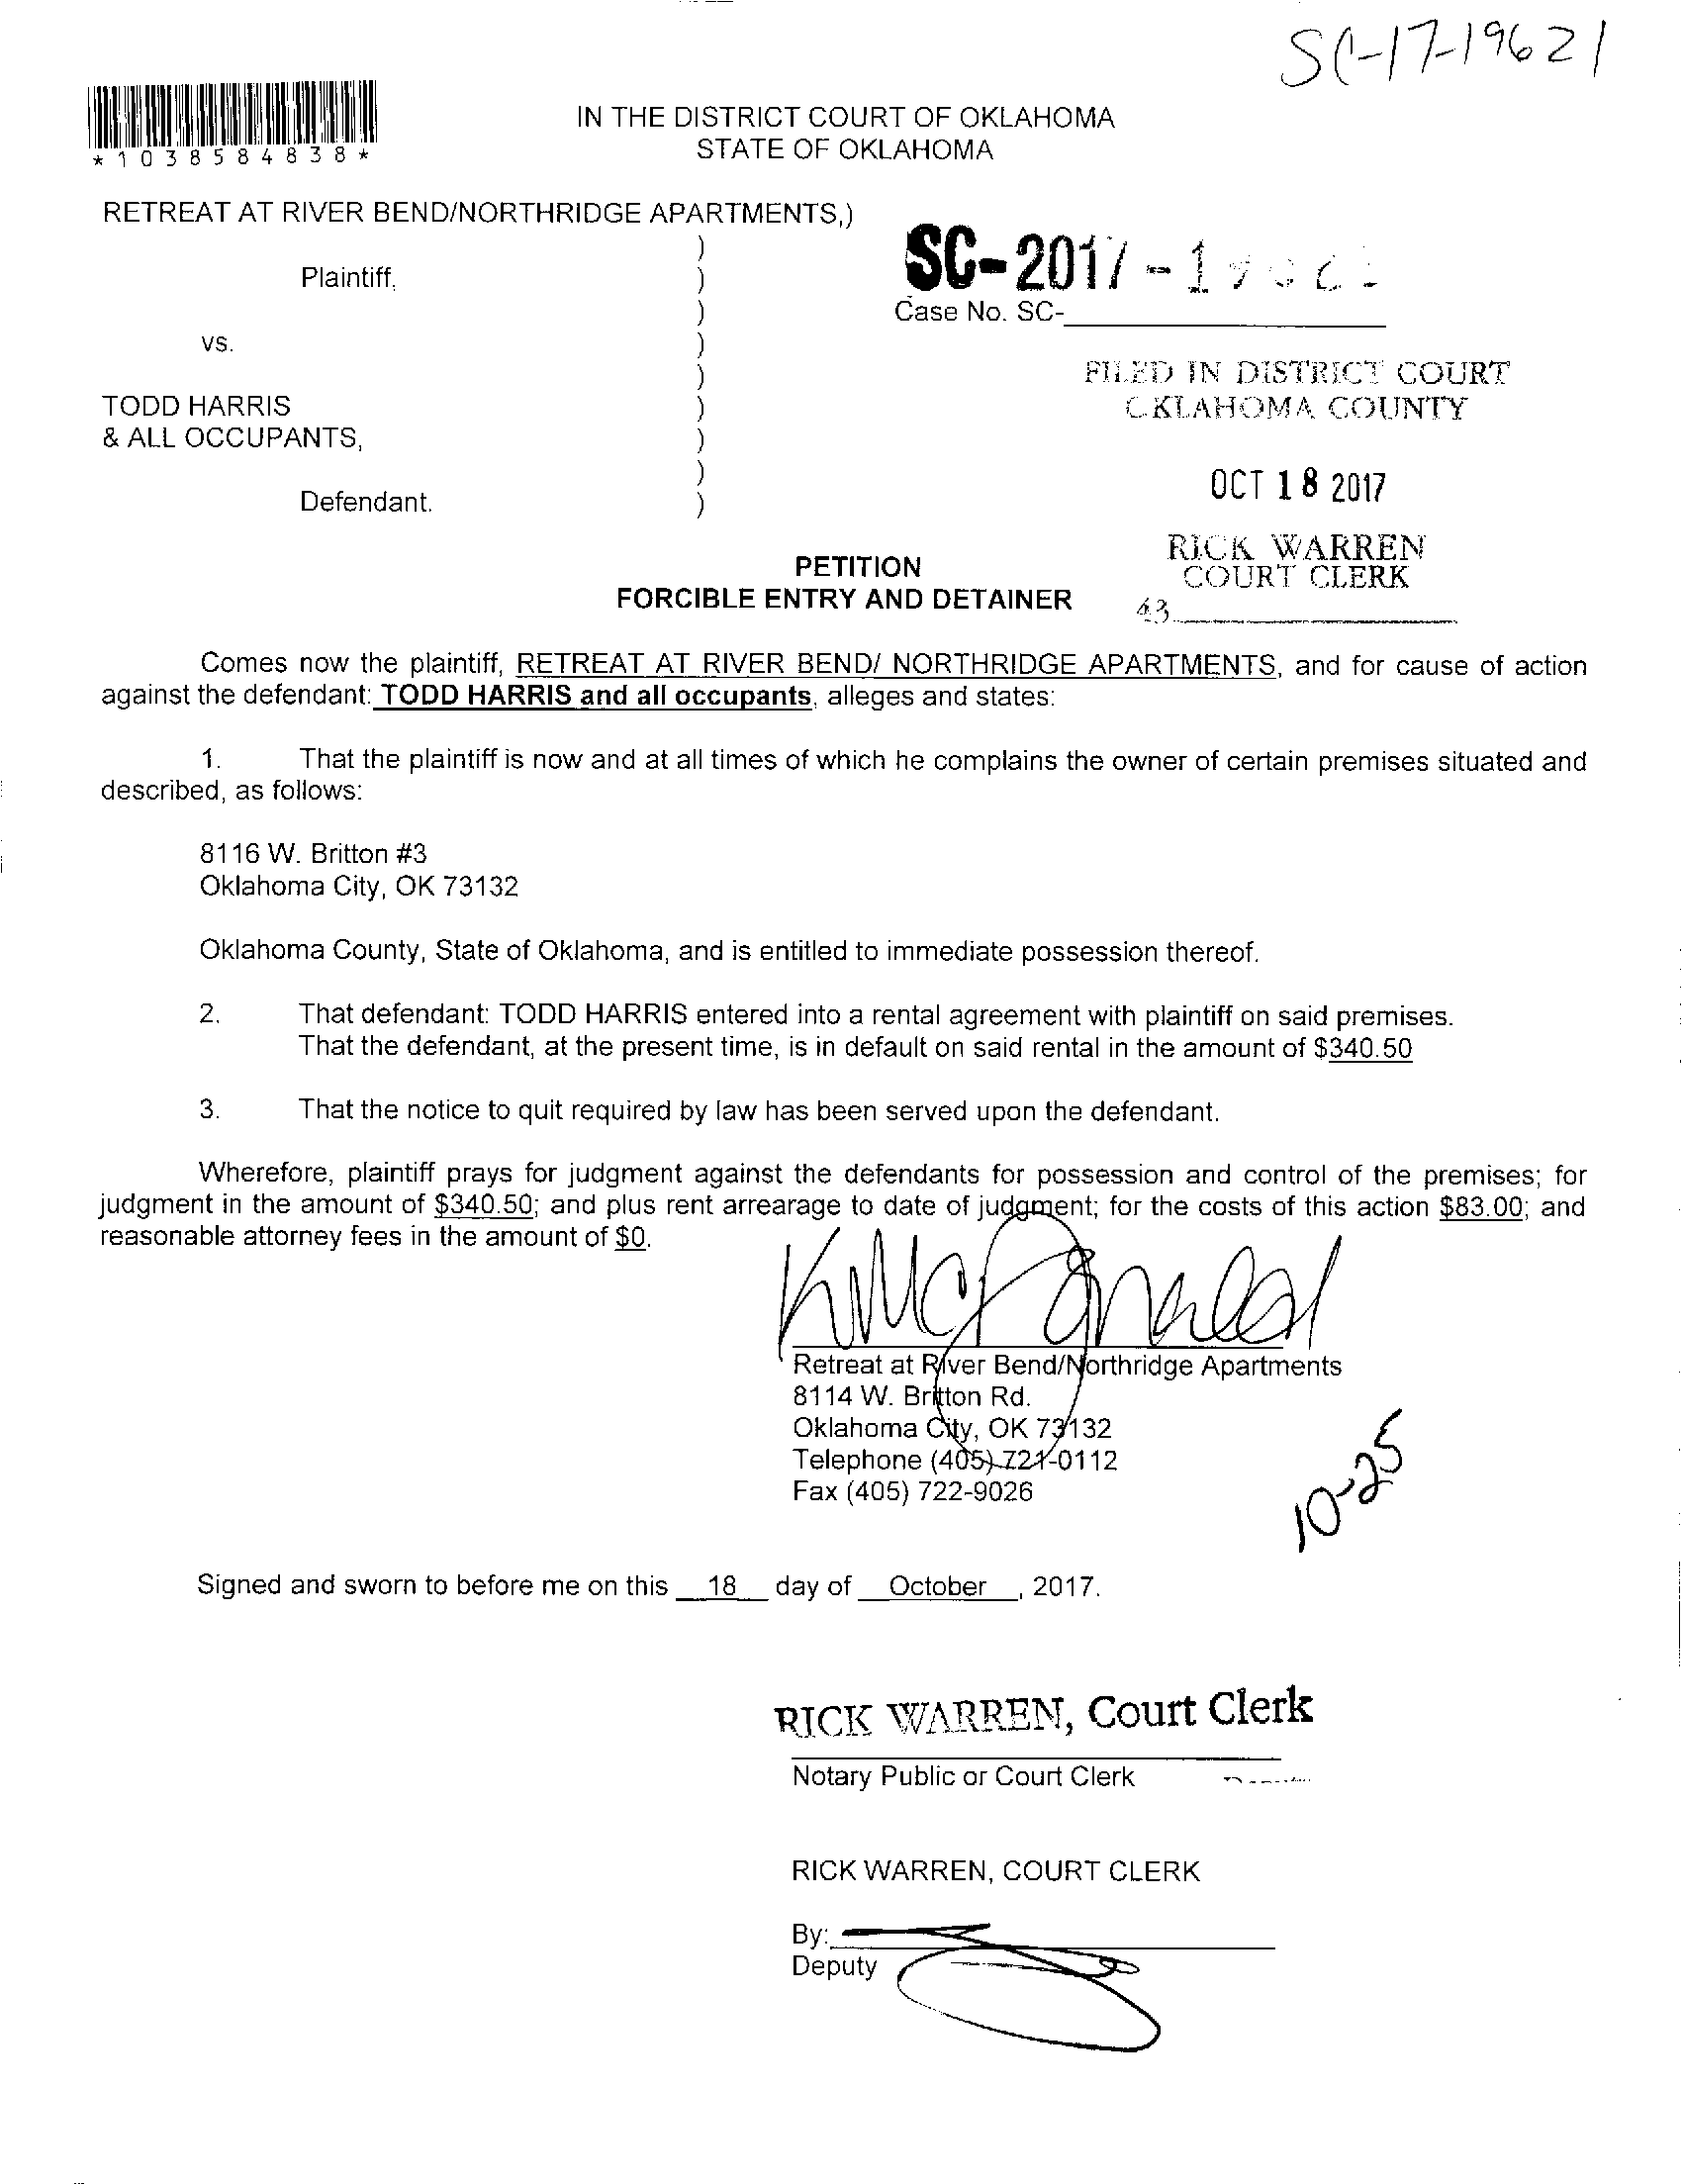 SC-17-19621
*1038584838*
IN THE DISTRICT COURT OF OKLAHOMA
STATE OF OKLAHOMA
RETREAT AT RIVER BEND/NORTHRIDGE APARTMENTS,)
)
Plaintiff, )
)
vs. )
)
TODD HARRIS )
& ALL OCCUPANTS, )
)
Defendant. )
SC-2017-1
Case No. SC-
FILED IN DISTRICT COURT
OKLAHOMA COUNTY
OCT 18 2017
RICK WARREN
COURT CLERK
43
PETITION
FORCIBLE ENTRY AND DETAINER
Comes now the plaintiff, RETREAT AT RIVER BEND/ NORTHRIDGE APARTMENTS, and for cause of action
against the defendant: TODD HARRIS and all occupants, alleges and states:
1. That the plaintiff is now and at all times of which he complains the owner of certain premises situated and
described, as follows:
8116 W. Britton #3
Oklahoma City, OK 73132
Oklahoma County, State of Oklahoma, and is entitled to immediate possession thereof.
2. That defendant: TODD HARRIS entered into a rental agreement with plaintiff on said premises.
That the defendant, at the present time, is in default on said rental in the amount of $340.50
3. That the notice to quit required by law has been served upon the defendant.
Wherefore, plaintiff prays for judgment against the defendants for possession and control of the premises; for
judgment in the amount of $340.50; and plus rent arrearage to date of judgment; for the costs of this action $83.00; and
reasonable attorney fees in the amount of $0.
Retreat at River Bend/Northridge Apartments
8114 W. Britton Rd.
Oklahoma City, OK 73132
Telephone (405) 721-0112
Fax (405) 722-9026
10-25
Signed and sworn to before me on this 18 day of October, 2017.
RICK WARREN, Court Clerk
Notary Public or Court Clerk
RICK WARREN, COURT CLERK
By:
Deputy